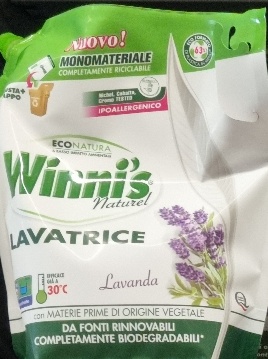 NUOVO!
MONOMATERIALE
COMPLETAMENTE RICICLABILE
Nichel, Cobalto,
Cromo TESTED
IPOALLERGENICO
63%
ECONATURA
Winni's
Naturel
LAVATRICE
EFFICACE
GIÀ A
30°C
Lavanda
con MATERIE PRIME DI ORIGINE VEGETALE
DA FONTI RINNOVABILI
COMPLETAMENTE BIODEGRADABILI*